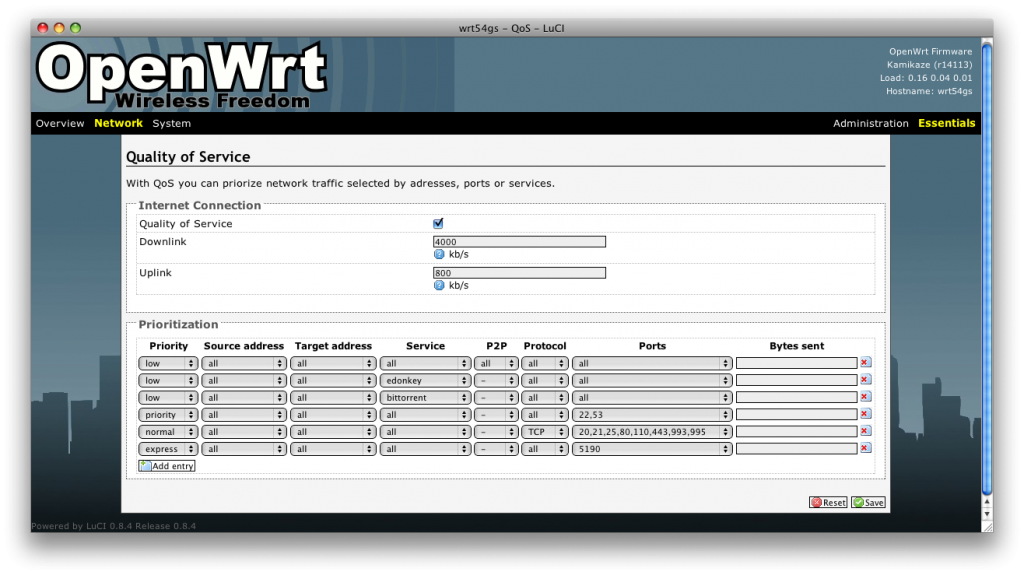 wrt54gs – QoS – LuCI
OpenWrt
Wireless Freedom
OpenWrt Firmware
Kamikaze (r14113)
Load: 0.16 0.04 0.01
Hostname: wrt54gs
Overview Network System Administration Essentials
Quality of Service
With QoS you can priorize network traffic selected by adresses, ports or services.
Internet Connection
Quality of Service
Downlink 4000
kb/s
Uplink 800
kb/s
Prioritization
Priority Source address Target address Service P2P Protocol Ports Bytes sent
low all all all all all all
low all all edonkey – all all
low all all bittorrent – all all
priority all all all – all 22,53
normal all all all – TCP 20,21,25,80,110,443,993,995
express all all all – all 5190
Add entry
Reset Save
Powered by LuCI 0.8.4 Release 0.8.4